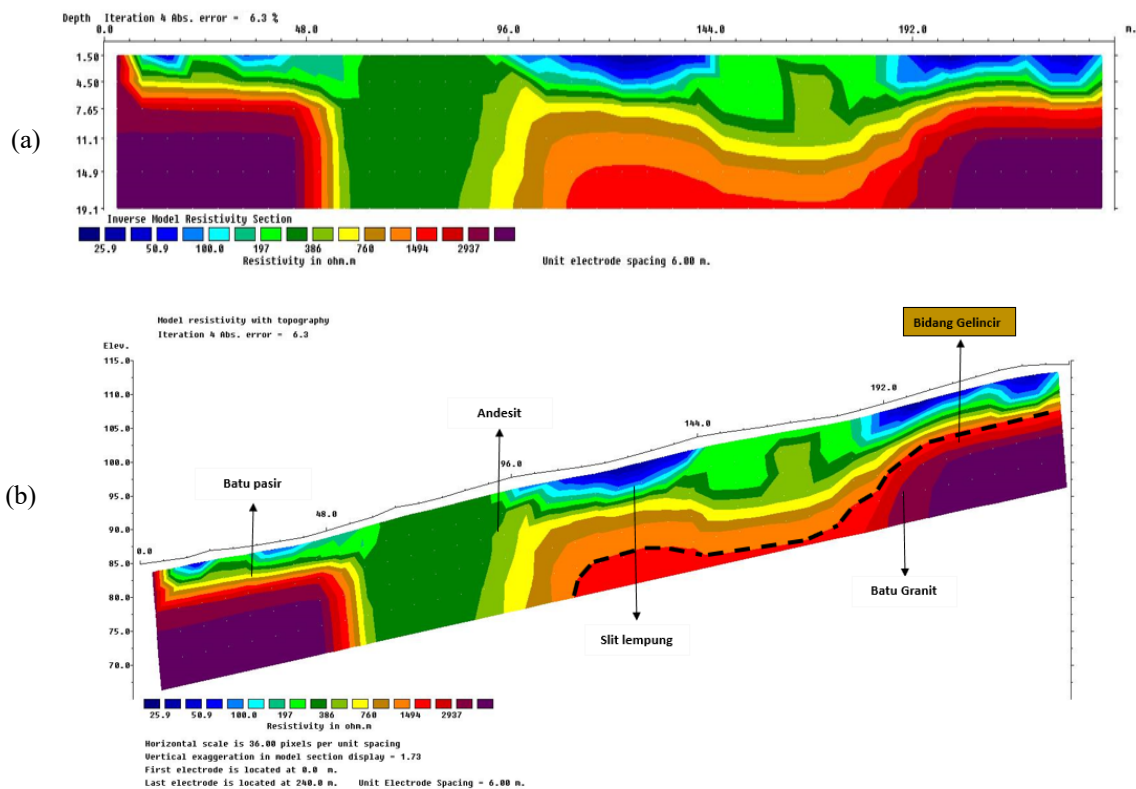 Depth Iteration 4 Abs. error = 6.3 %
0.0 48.0 96.0 144.0 192.0 m.
1.50
4.50
7.65
(a)
11.1
14.9
19.1
Inverse Model Resistivity Section
25.9 50.9 100.0 197 386 760 1494 2937
Resistivity in ohm.m Unit electrode spacing 6.00 m.
Model resistivity with topography
Iteration 4 Abs. error = 6.3
Bidang Gelincir
Elev.
115.0
110.0
105.0
100.0
95.0
90.0
85.0
80.0
75.0
70.0
192.0
144.0
96.0
48.0
0.0
Andesit
Batu pasir
(b)
Batu Granit
Slit lempung
25.9 50.9 100.0 197 386 760 1494 2937
Resistivity in ohm.m
Horizontal scale is 36.00 pixels per unit spacing
Vertical exaggeration in model section display = 1.73
First electrode is located at 0.0 m.
Last electrode is located at 240.0 m. Unit Electrode Spacing = 6.00 m.